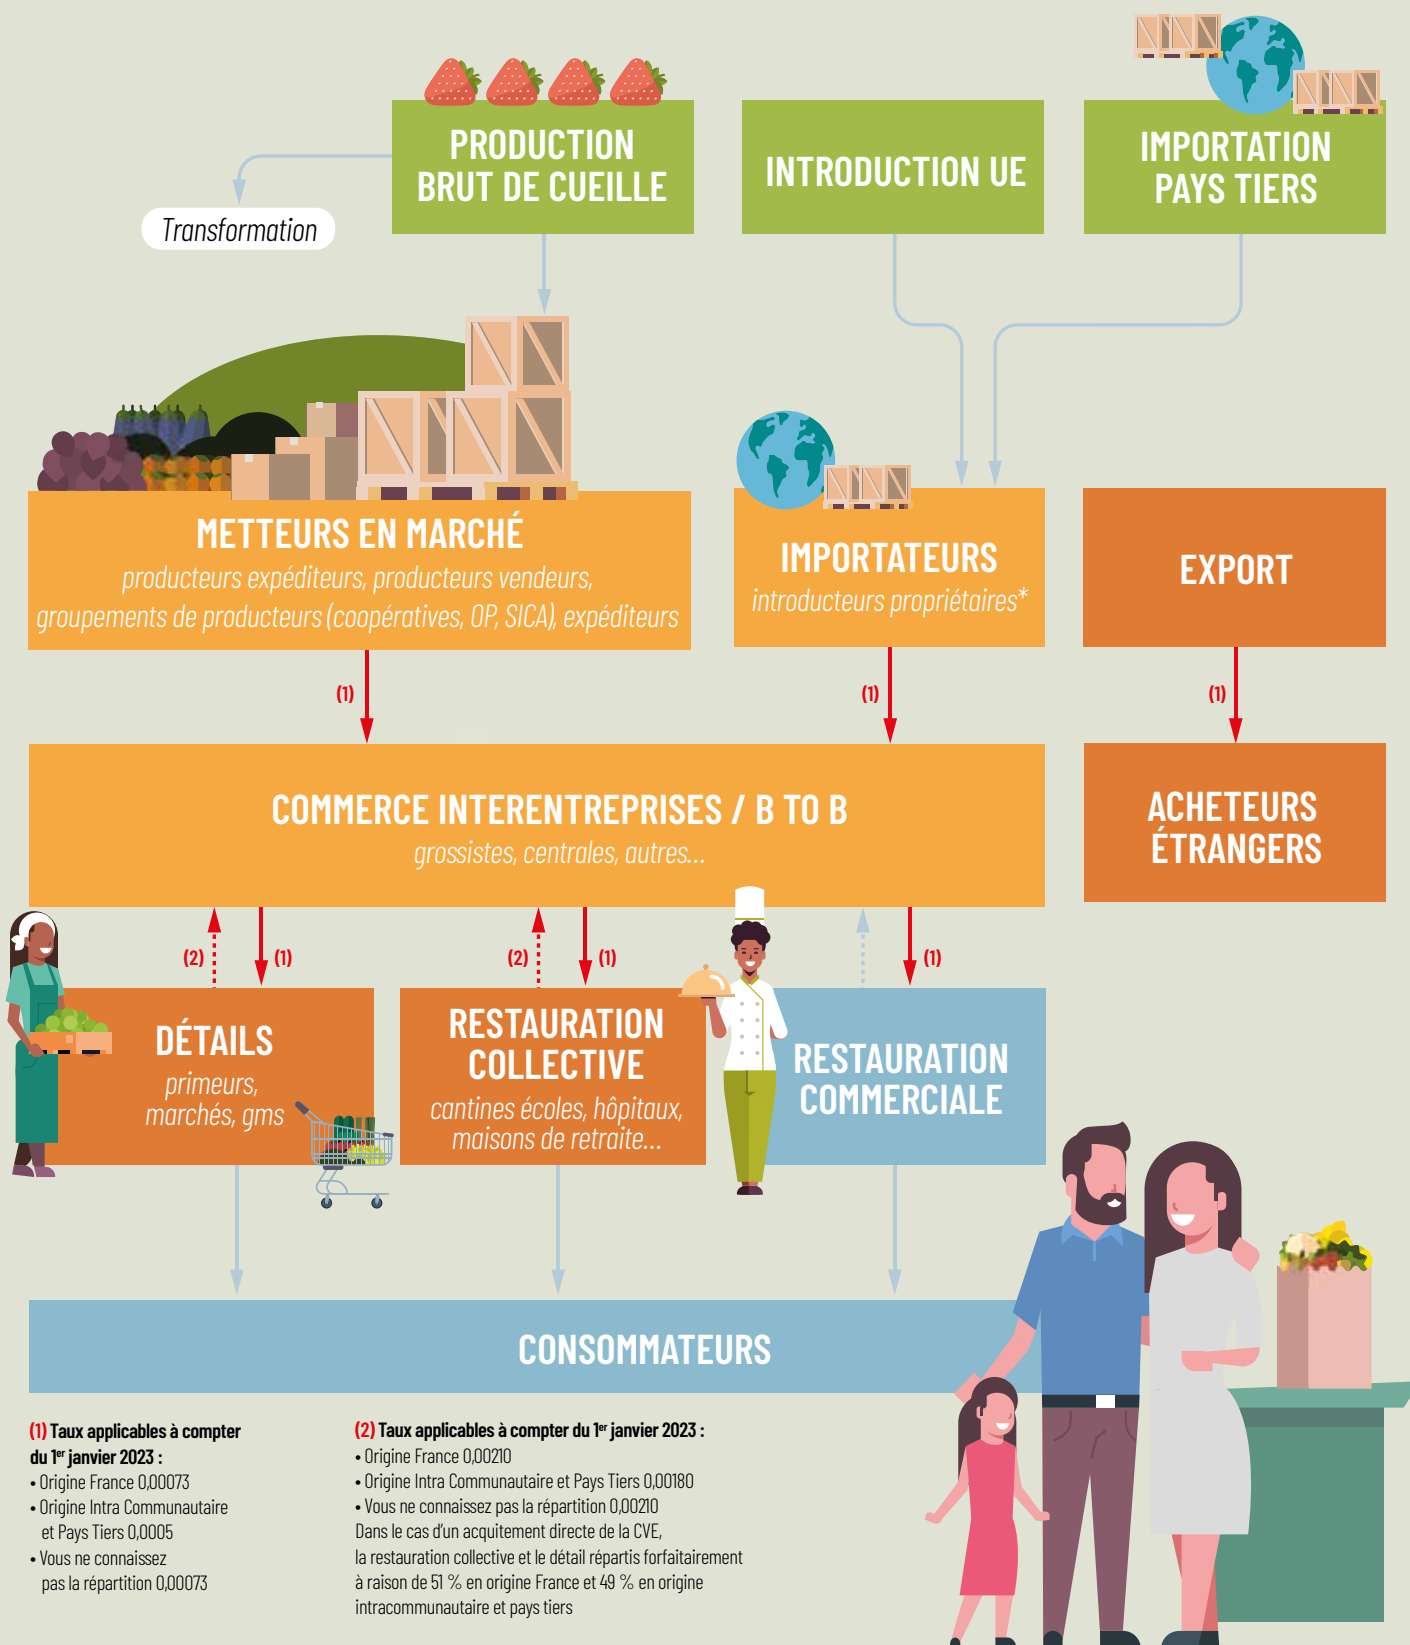 PRODUCTION
BRUT DE CUEILLE
INTRODUCTION UE
IMPORTATION
PAYS TIERS
Transformation
METTEURS EN MARCHÉ
producteurs expéditeurs, producteurs vendeurs,
groupements de producteurs (coopératives, OP, SICA), expéditeurs
IMPORTATEURS
introducteurs propriétaires*
EXPORT
(1)
(1)
(1)
COMMERCE INTERENTREPRISES / B TO B
grossistes, centrales, autres...
ACHETEURS
ÉTRANGERS
(2)
(1)
(2)
(1)
(1)
DÉTAILS
primeurs,
marchés, gms
RESTAURATION
COLLECTIVE
cantines écoles, hôpitaux,
maisons de retraite...
RESTAURATION
COMMERCIALE
CONSOMMATEURS
(1) Taux applicables à compter
du 1er janvier 2023 :
• Origine France 0,00073
• Origine Intra Communautaire
et Pays Tiers 0,0005
• Vous ne connaissez
pas la répartition 0,00073
(2) Taux applicables à compter du 1er janvier 2023 :
• Origine France 0,00210
• Origine Intra Communautaire et Pays Tiers 0,00180
• Vous ne connaissez pas la répartition 0,00210
Dans le cas d'un acquitement directe de la CVE,
la restauration collective et le détail répartis forfaitairement
à raison de 51 % en origine France et 49 % en origine
intracommunautaire et pays tiers